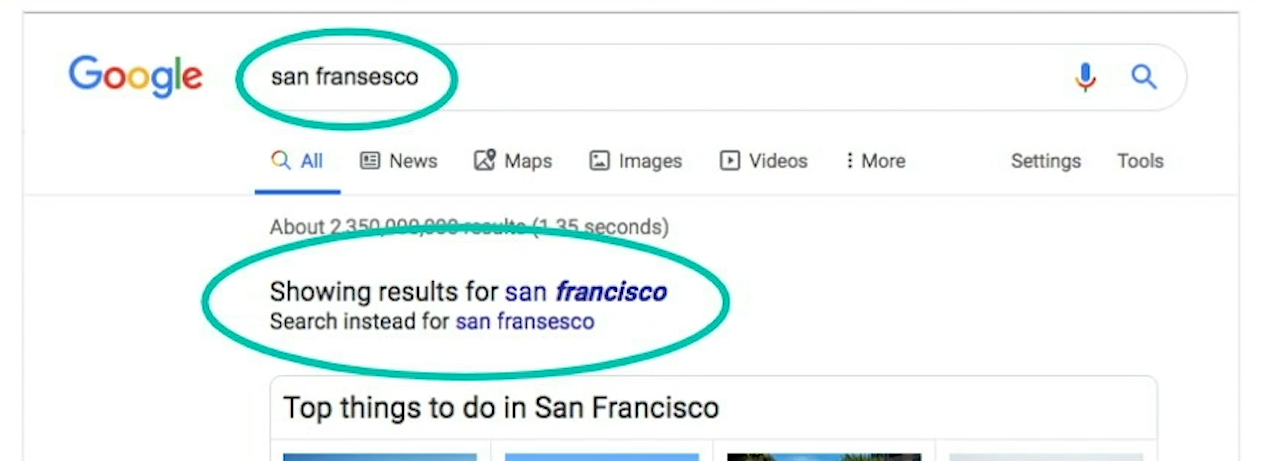 Google san fransesco
All News Maps Images Videos More Settings Tools
About 2,350,000,000 results (1.35 seconds)
Showing results for san francisco
Search instead for san fransesco
Top things to do in San Francisco